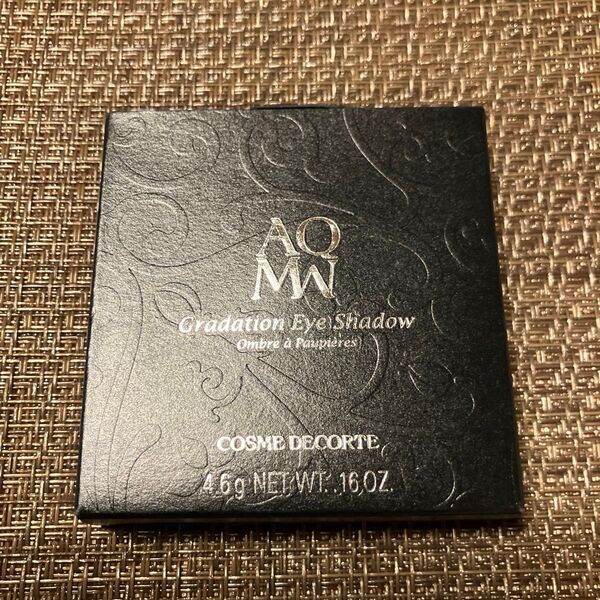 AQ
MW
Gradation Eye Shadow
Ombre à Paupières
COSME DECORTE
4.6g NET WT. .16 OZ.